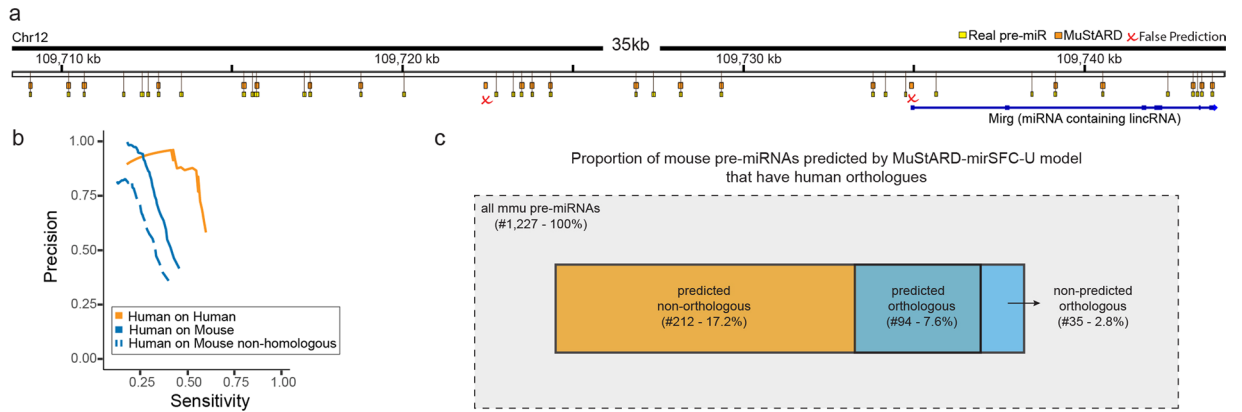 a
Chr12
35kb
Real pre-miR
MuStARD
False Prediction
109,710 kb
109,720 kb
109,730 kb
109,740 kb
Mirg (miRNA containing lincRNA)
b
Precision
1.00
0.75
0.50
0.25
0.00
Human on Human
Human on Mouse
Human on Mouse non-homologous
0.25
0.50
0.75
1.00
Sensitivity
c
Proportion of mouse pre-miRNAs predicted by MuStARD-mirSFC-U model
that have human orthologues
all mmu pre-miRNAs
(#1,227 - 100%)
predicted
non-orthologous
(#212 - 17.2%)
predicted
orthologous
(#94 - 7.6%)
non-predicted
orthologous
(#35 - 2.8%)